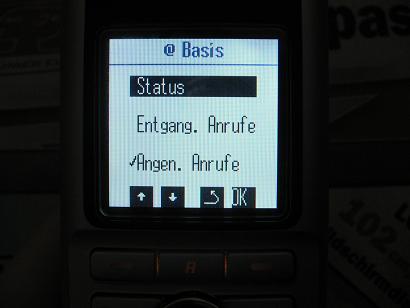 @ Basis
Status
Entgang. Anrufe
✓Angen. Anrufe
OK
R
pas
102